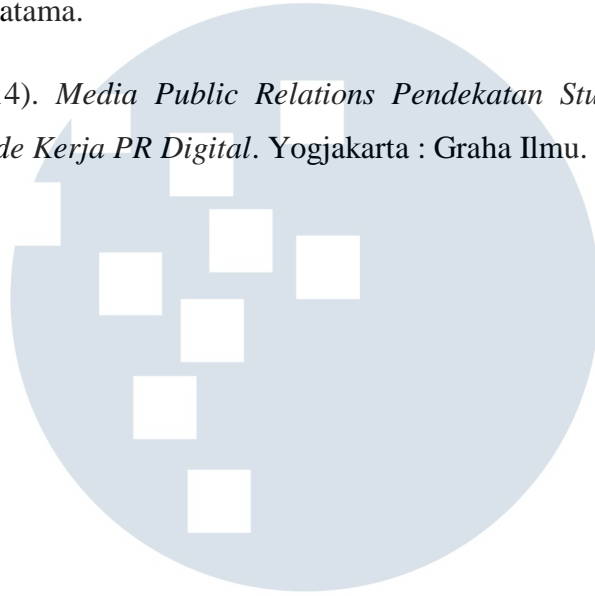 atama.
14). Media Public Relations Pendekatan Stu
de Kerja PR Digital. Yogjakarta : Graha Ilmu.